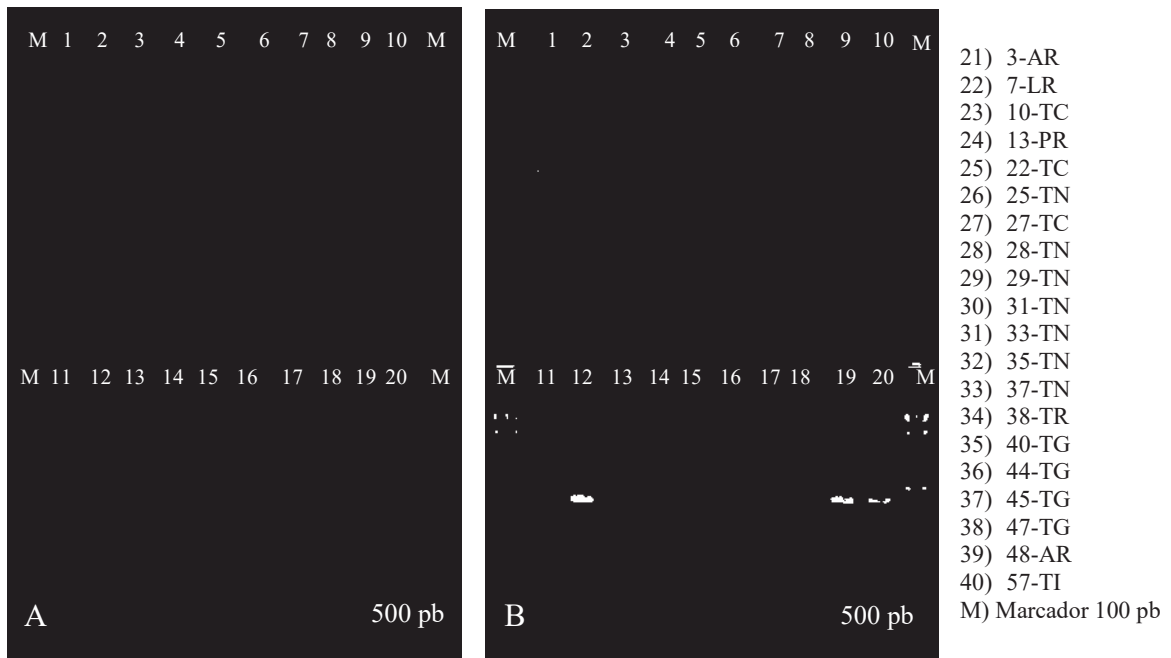 M 1 2 3 4 5 6 7 8 9 10 M
M 11 12 13 14 15 16 17 18 19 20 M
A 500 pb
M 1 2 3 4 5 6 7 8 9 10 M
M 11 12 13 14 15 16 17 18 19 20 M
B 500 pb
21) 3-AR
22) 7-LR
23) 10-TC
24) 13-PR
25) 22-TC
26) 25-TN
27) 27-TC
28) 28-TN
29) 29-TN
30) 31-TN
31) 33-TN
32) 35-TN
33) 37-TN
34) 38-TR
35) 40-TG
36) 44-TG
37) 45-TG
38) 47-TG
39) 48-AR
40) 57-TI
M) Marcador 100 pb